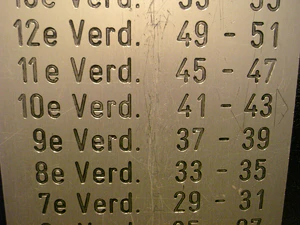 12e Verd. 49 - 51
11e Verd. 45 - 47
10e Verd. 41 - 43
9e Verd. 37 - 39
8e Verd. 33 - 35
7e Verd. 29 - 31